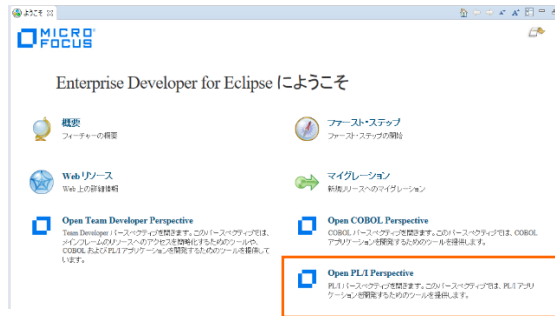 ようこそ
MICRO
FOCUS
Enterprise Developer for Eclipse にようこそ
概要
フィーチャーの概要
ファースト・ステップ
ファースト・ステップの開始
Web リソース
Web 上の詳細情報
マイグレーション
新規リリースへのマイグレーション
Open Team Developer Perspective
Team Developer パースペクティブを開きます。このパースペクティブでは、
メインフレームのリソースへのアクセスを簡略化するためのツールや、
COBOL および PL/I アプリケーションを開発するためのツールを提供して
います。
Open COBOL Perspective
COBOL パースペクティブを開きます。このパースペクティブでは、COBOL
アプリケーションを開発するためのツールを提供します。
Open PL/I Perspective
PL/I パースペクティブを開きます。このパースペクティブでは、PL/I アプリ
ケーションを開発するためのツールを提供します。